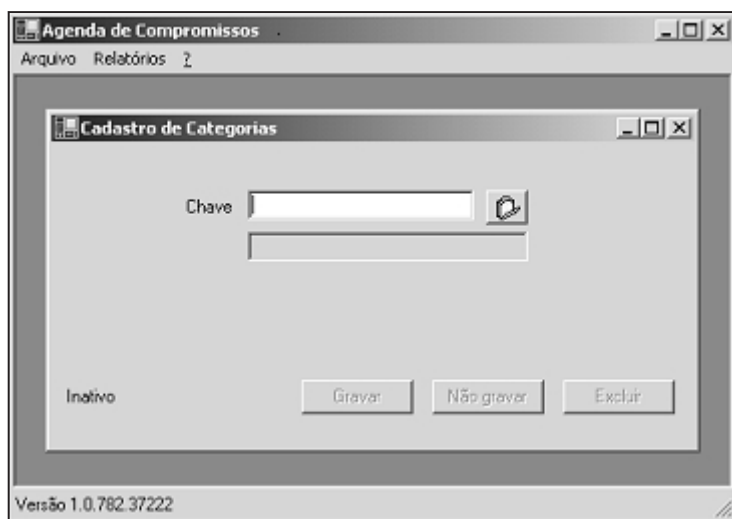 Agenda de Compromissos
Arquivo Relatórios ?
Cadastro de Categorias
Chave
Inativo Gravar Não gravar Excluir
Versão 1.0.782.37222